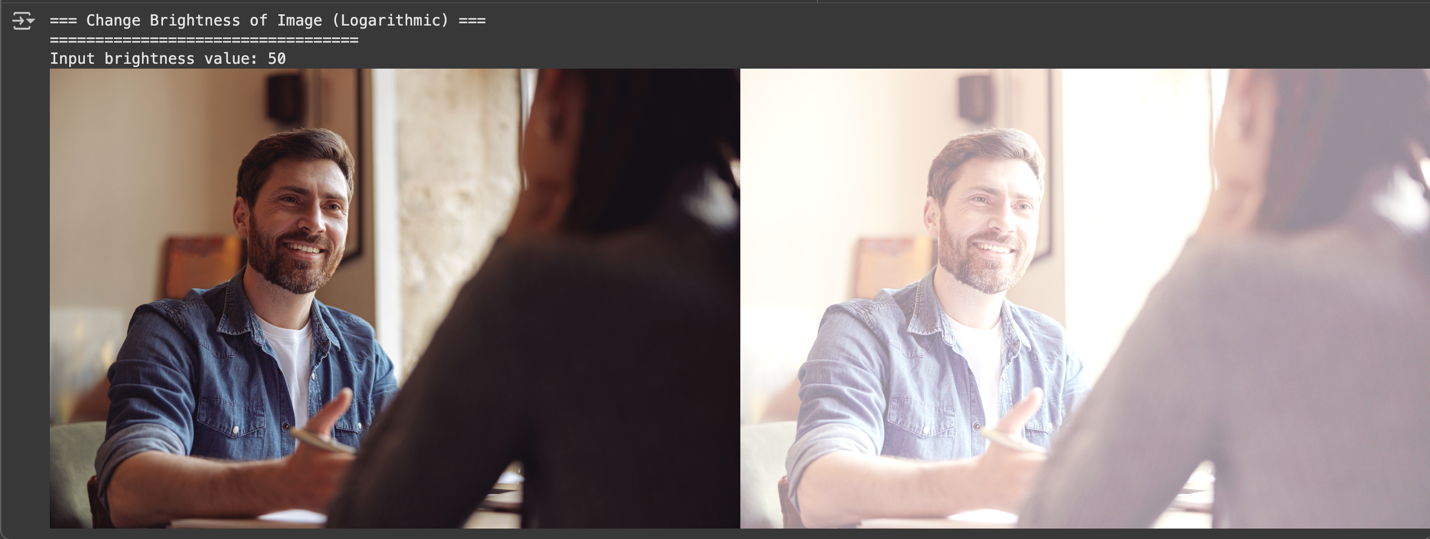 === Change Brightness of Image (Logarithmic) ===
==================================
Input brightness value: 50